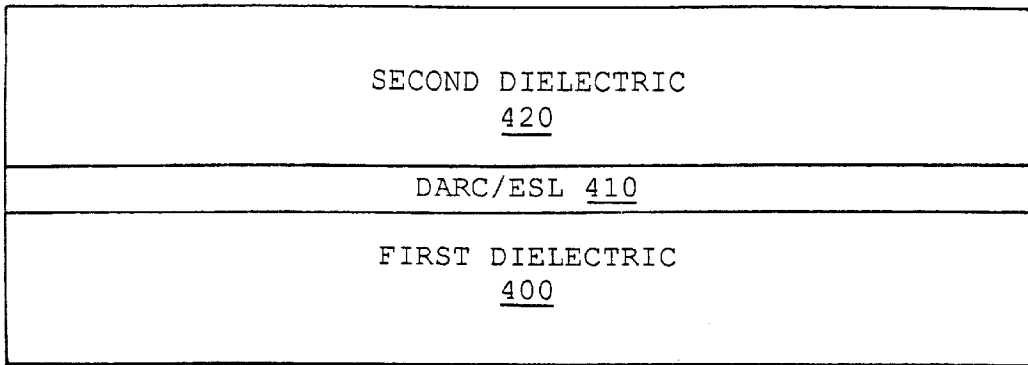 SECOND DIELECTRIC
420
DARC/ESL 410
FIRST DIELECTRIC
400